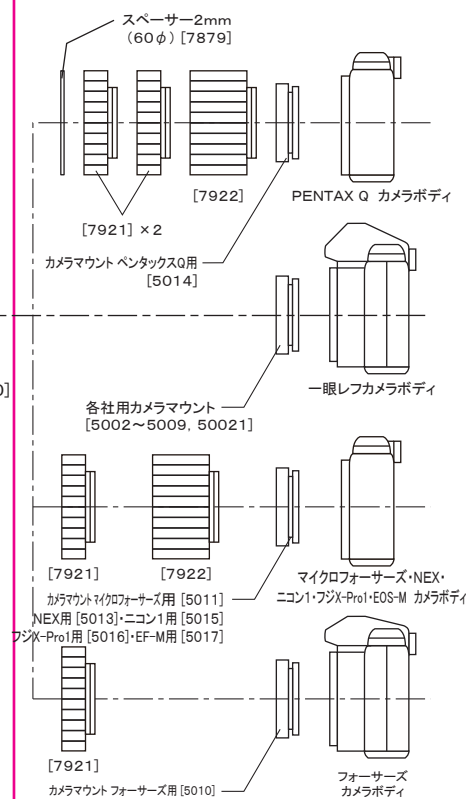 スペーサー2mm
(60φ) [7879]
[7922]
PENTAX Q カメラボディ
[7921] ×2
カメラマウント ペンタックスQ用
[5014]
一眼レフカメラボディ
0]
各社用カメラマウント
[5002～5009, 50021]
[7921]
[7922]
マイクロフォーサーズ・NEX・
ニコン1・フジX-Pro1・EOS-M カメラボディ
カメラマウントマイクロフォーサーズ用 [5011]
NEX用 [5013]・ニコン1用 [5015]
フジX-Pro1用 [5016]・EF-M用 [5017]
[7921]
カメラマウント フォーサーズ用 [5010]
フォーサーズ
カメラボディ